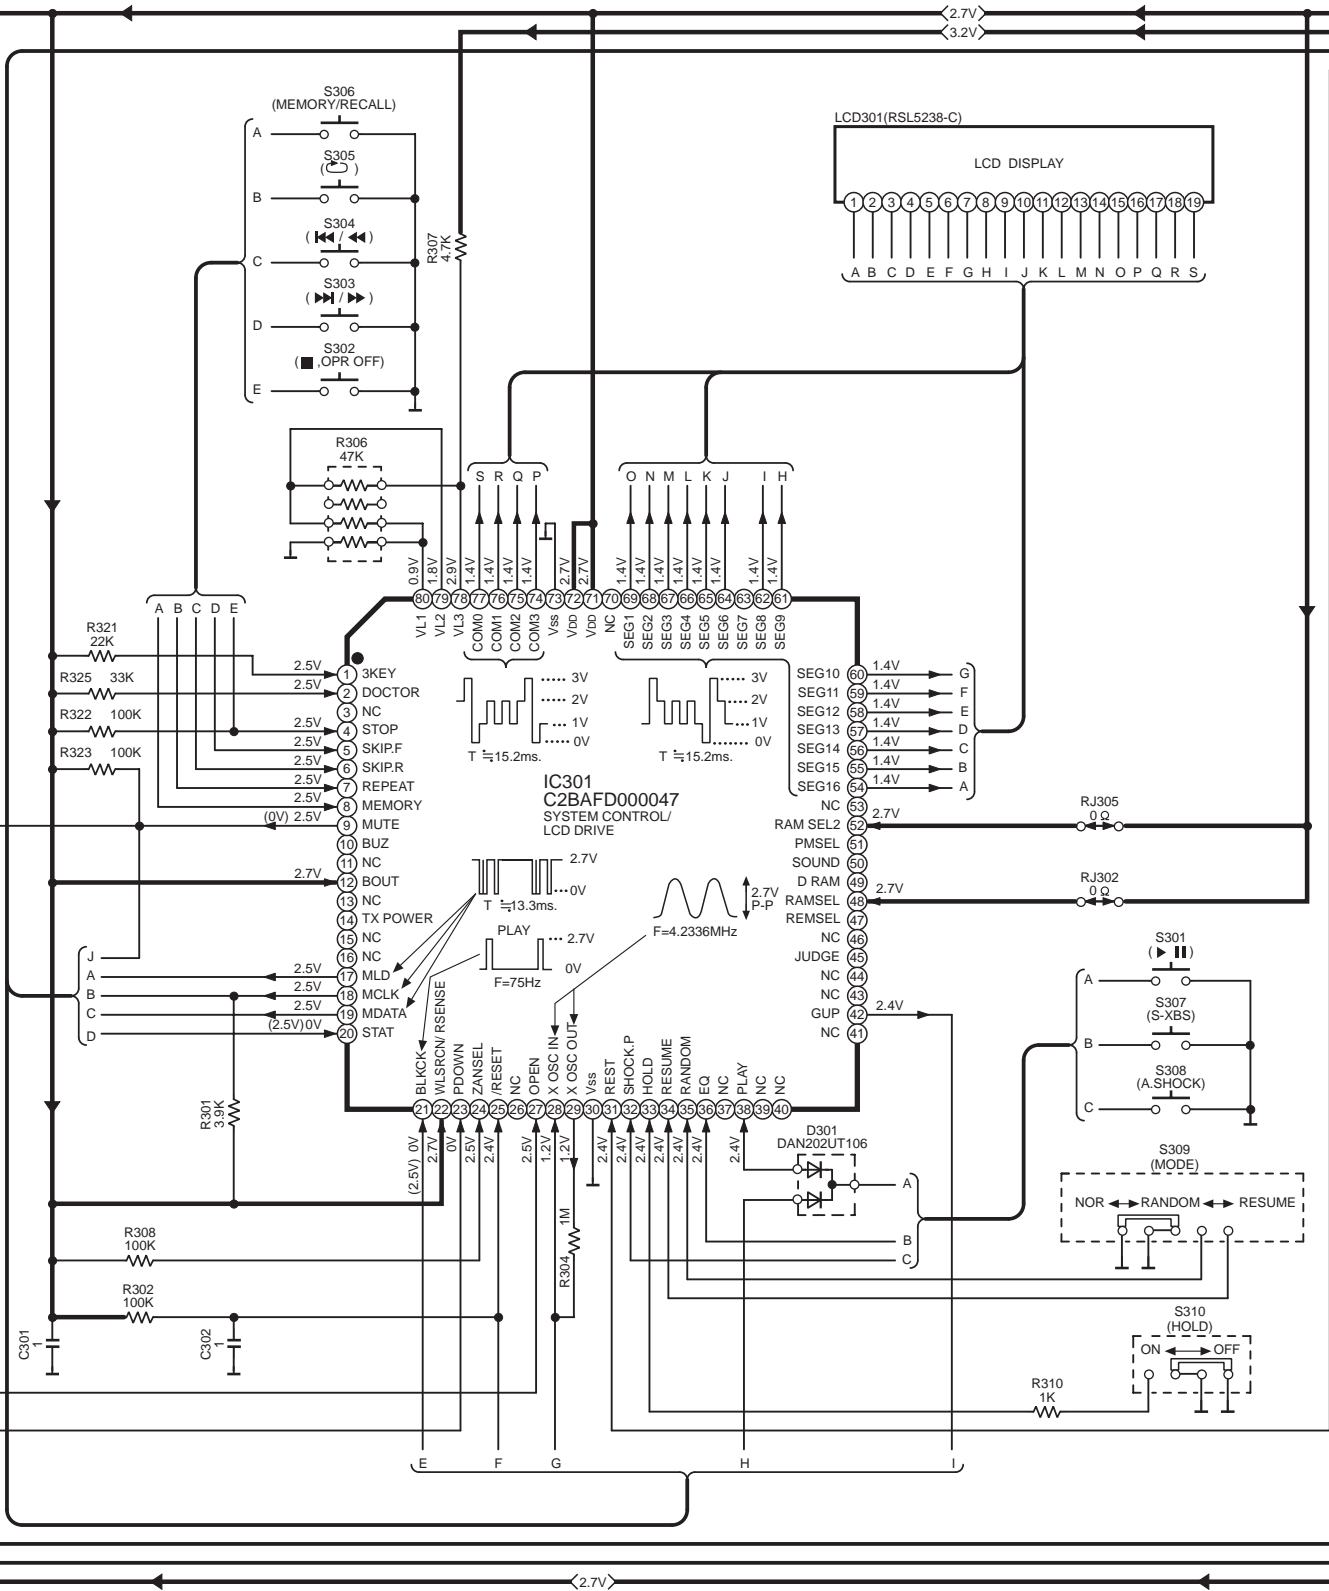 2.7V
3.2V
S306
(MEMORY/RECALL)
A
S305
( )
B
S304
( / )
C
S303
( / )
D
S302
( ■ ,OPR OFF)
E
R307
4.7K
LCD301(RSL5238-C)
LCD DISPLAY
1 2 3 4 5 6 7 8 9 10 11 12 13 14 15 16 17 18 19
A B C D E F G H I J K L M N O P Q R S
R306
47K
S R Q P
O N M L K J I H
0.9V 1.8V 2.9V 1.4V 1.4V 1.4V 1.4V 2.7V 2.7V 1.4V 1.4V 1.4V 1.4V 1.4V 1.4V 1.4V 1.4V
80 79 78 77 76 75 74 73 72 71 70 69 68 67 66 65 64 63 62 61
VL1 VL2 VL3 COM0 COM1 COM2 COM3 Vss VDD VDD NC SEG1 SEG2 SEG3 SEG4 SEG5 SEG6 SEG7 SEG8 SEG9
A B C D E
R321
22K
R325 33K
R322 100K
R323 100K
2.5V 1 3KEY
2.5V 2 DOCTOR
3 NC
2.5V 4 STOP
2.5V 5 SKIP.F
2.5V 6 SKIP.R
2.5V 7 REPEAT
2.5V 8 MEMORY
(0V) 2.5V 9 MUTE
10 BUZ
11 NC
2.7V 12 BOUT
13 NC
14 TX POWER
15 NC
16 NC
2.5V 17 MLD
2.5V 18 MCLK
2.5V 19 MDATA
(2.5V)0V 20 STAT
J
A
B
C
D
3V
2V
1V
0V
T ≒15.2ms.
3V
2V
1V
0V
T ≒15.2ms.
IC301
C2BAFD000047
SYSTEM CONTROL/
LCD DRIVE
2.7V
0V
T ≒13.3ms.
PLAY
2.7V
0V
F=75Hz
2.7V
P-P
F=4.2336MHz
SEG10 60 1.4V G
SEG11 59 1.4V F
SEG12 58 1.4V E
SEG13 57 1.4V D
SEG14 56 1.4V C
SEG15 55 1.4V B
SEG16 54 1.4V A
NC 53
RAM SEL2 52 2.7V
PMSEL 51
SOUND 50
D RAM 49
RAMSEL 48 2.7V
REMSEL 47
NC 46
JUDGE 45
NC 44
NC 43
GUP 42 2.4V
NC 41
RJ305
0 Ω
RJ302
0 Ω
BLKCK WLSRCN/ RSENSE PDOWN ZANSEL /RESET NC OPEN X OSC IN X OSC OUT Vss REST SHOCK.P HOLD RESUME RANDOM EQ NC PLAY NC NC
21 22 23 24 25 26 27 28 29 30 31 32 33 34 35 36 37 38 39 40
(2.5V) 0V 2.7V 0V 2.5V 2.4V 2.5V 1.2V 1.2V 2.4V 2.4V 2.4V 2.4V 2.4V 2.4V 2.4V
R301
3.9K
S301
( )
A
S307
(S-XBS)
B
S308
(A.SHOCK)
C
D301
DAN202UT106
A
B
C
S309
(MODE)
NOR RANDOM RESUME
R308
100K
R302
100K
R304 1M
C301
1
C302
1
S310
(HOLD)
ON OFF
R310
1K
E F G H I
2.7V